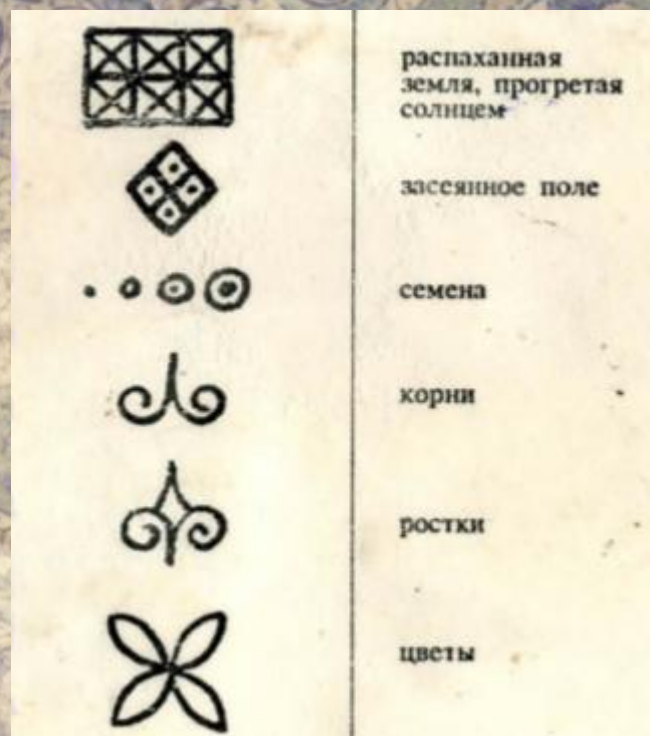 распаханная
земля, прогретая
солнцем
засеянное поле
семена
корни
ростки
цветы